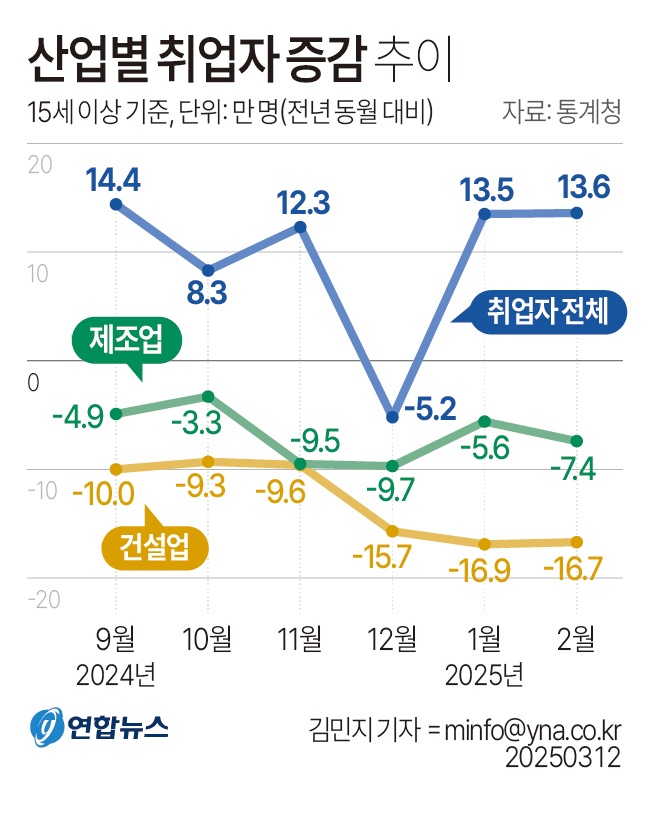 산업별 취업자 증감 추이
15세 이상 기준, 단위: 만 명(전년 동월 대비) 자료: 통계청
20
14.4 12.3 13.5 13.6
10
8.3
취업자 전체
제조업
0
-4.9 -3.3 -9.5 -5.2 -5.6 -7.4
-10
-10.0 -9.3 -9.6 -9.7
건설업
-15.7 -16.9 -16.7
-20
9월 10월 11월 12월 1월 2월
2024년 2025년
연합뉴스 김민지 기자 = minfo@yna.co.kr
20250312